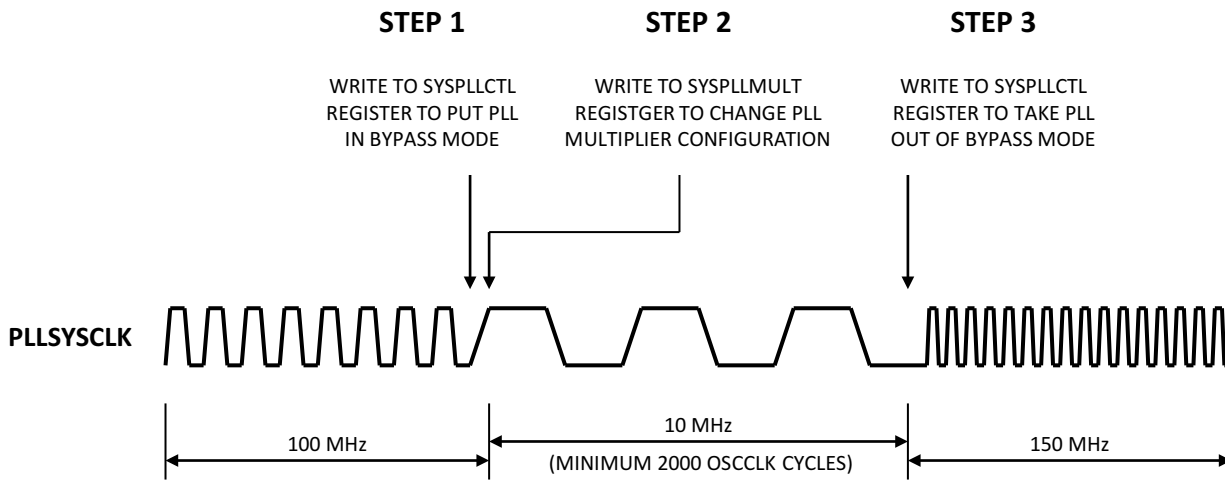 STEP 1
WRITE TO SYSPLLCTL
REGISTER TO PUT PLL
IN BYPASS MODE
STEP 2
WRITE TO SYSPLLMULT
REGISTGER TO CHANGE PLL
MULTIPLIER CONFIGURATION
STEP 3
WRITE TO SYSPLLCTL
REGISTER TO TAKE PLL
OUT OF BYPASS MODE
PLLSYSCLK
100 MHz
10 MHz
(MINIMUM 2000 OSCCLK CYCLES)
150 MHz